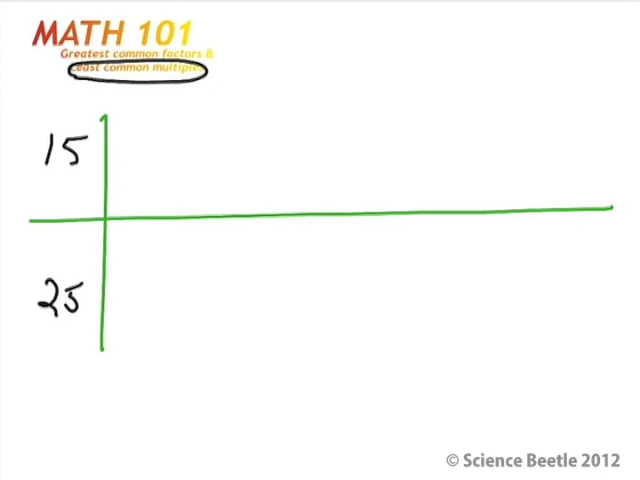 MATH 101
Greatest common factors &
Least common multiples
15
25
© Science Beetle 2012